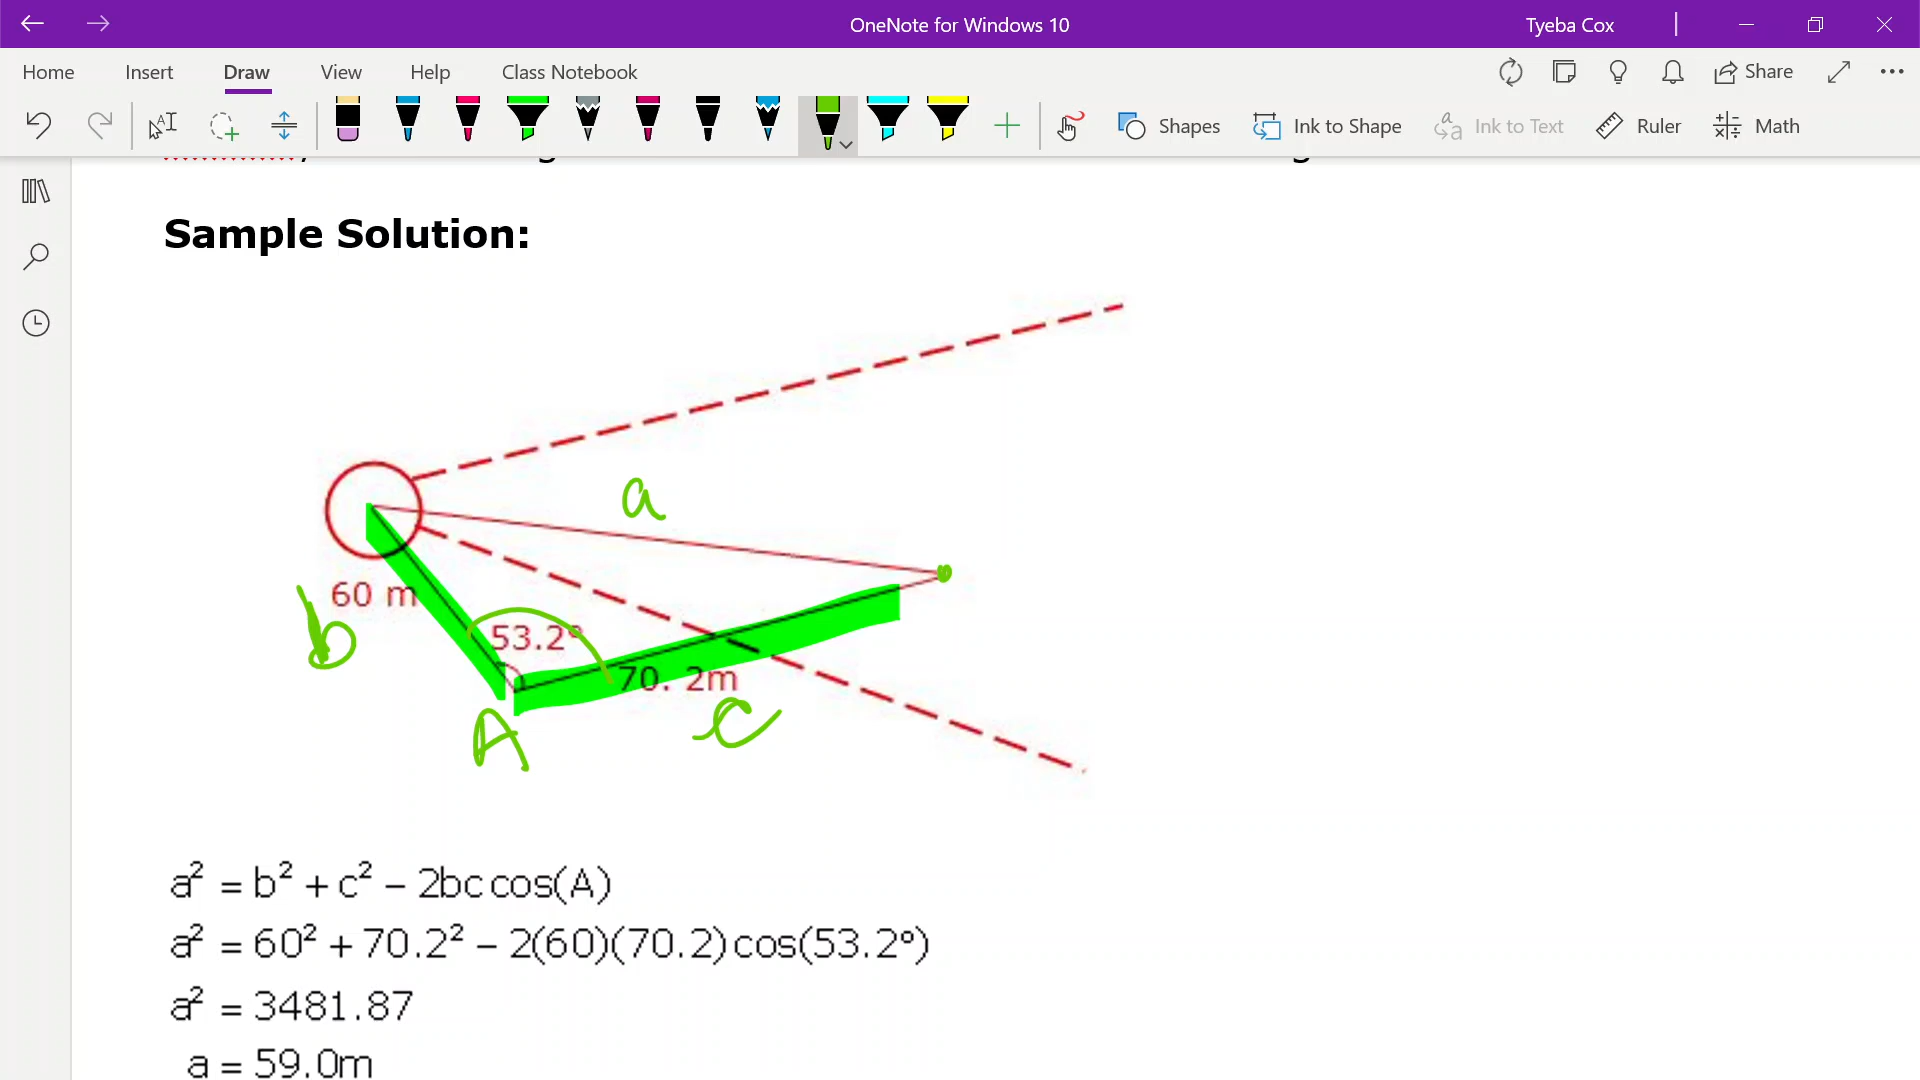 OneNote for Windows 10
Tyeba Cox
Home Insert Draw View Help Class Notebook
Share
Shapes Ink to Shape Ink to Text Ruler Math
Sample Solution:
a
60 m
b
53.2°
70. 2m
A
c
a² = b² + c² – 2bc cos(A)
a² = 60² + 70.2² – 2(60)(70.2) cos(53.2°)
a² = 3481.87
a = 59.0m